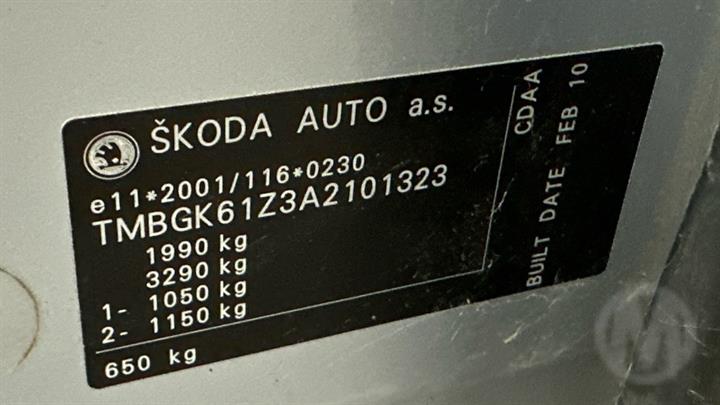 ŠKODA AUTO a.s.
e11*2001/116*0230
TMBGK61Z3A2101323
1990 kg
3290 kg
1- 1050 kg
2- 1150 kg
650 kg
CDAA
BUILT DATE FEB 10
M